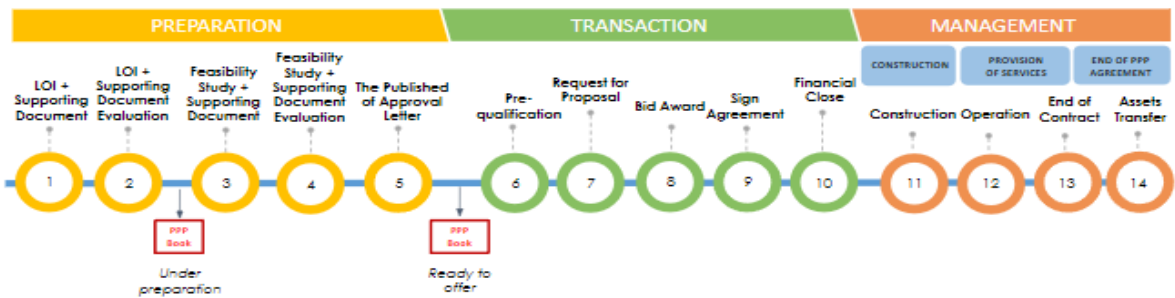 PREPARATION
TRANSACTION
MANAGEMENT
CONSTRUCTION
PROVISION
OF SERVICES
END OF PPP
AGREEMENT
LOI +
Supporting
Document
LOI +
Supporting
Document
Evaluation
Feasibility
Study +
Supporting
Document
Feasibility
Study +
Supporting
Document
Evaluation
The Published
of Approval
Letter
Pre-
qualification
Request for
Proposal
Bid Award
Sign
Agreement
Financial
Close
Construction
Operation
End of
Contract
Assets
Transfer
1
2
3
4
5
6
7
8
9
10
11
12
13
14
PPP
Book
Under
preparation
PPP
Book
Ready to
offer